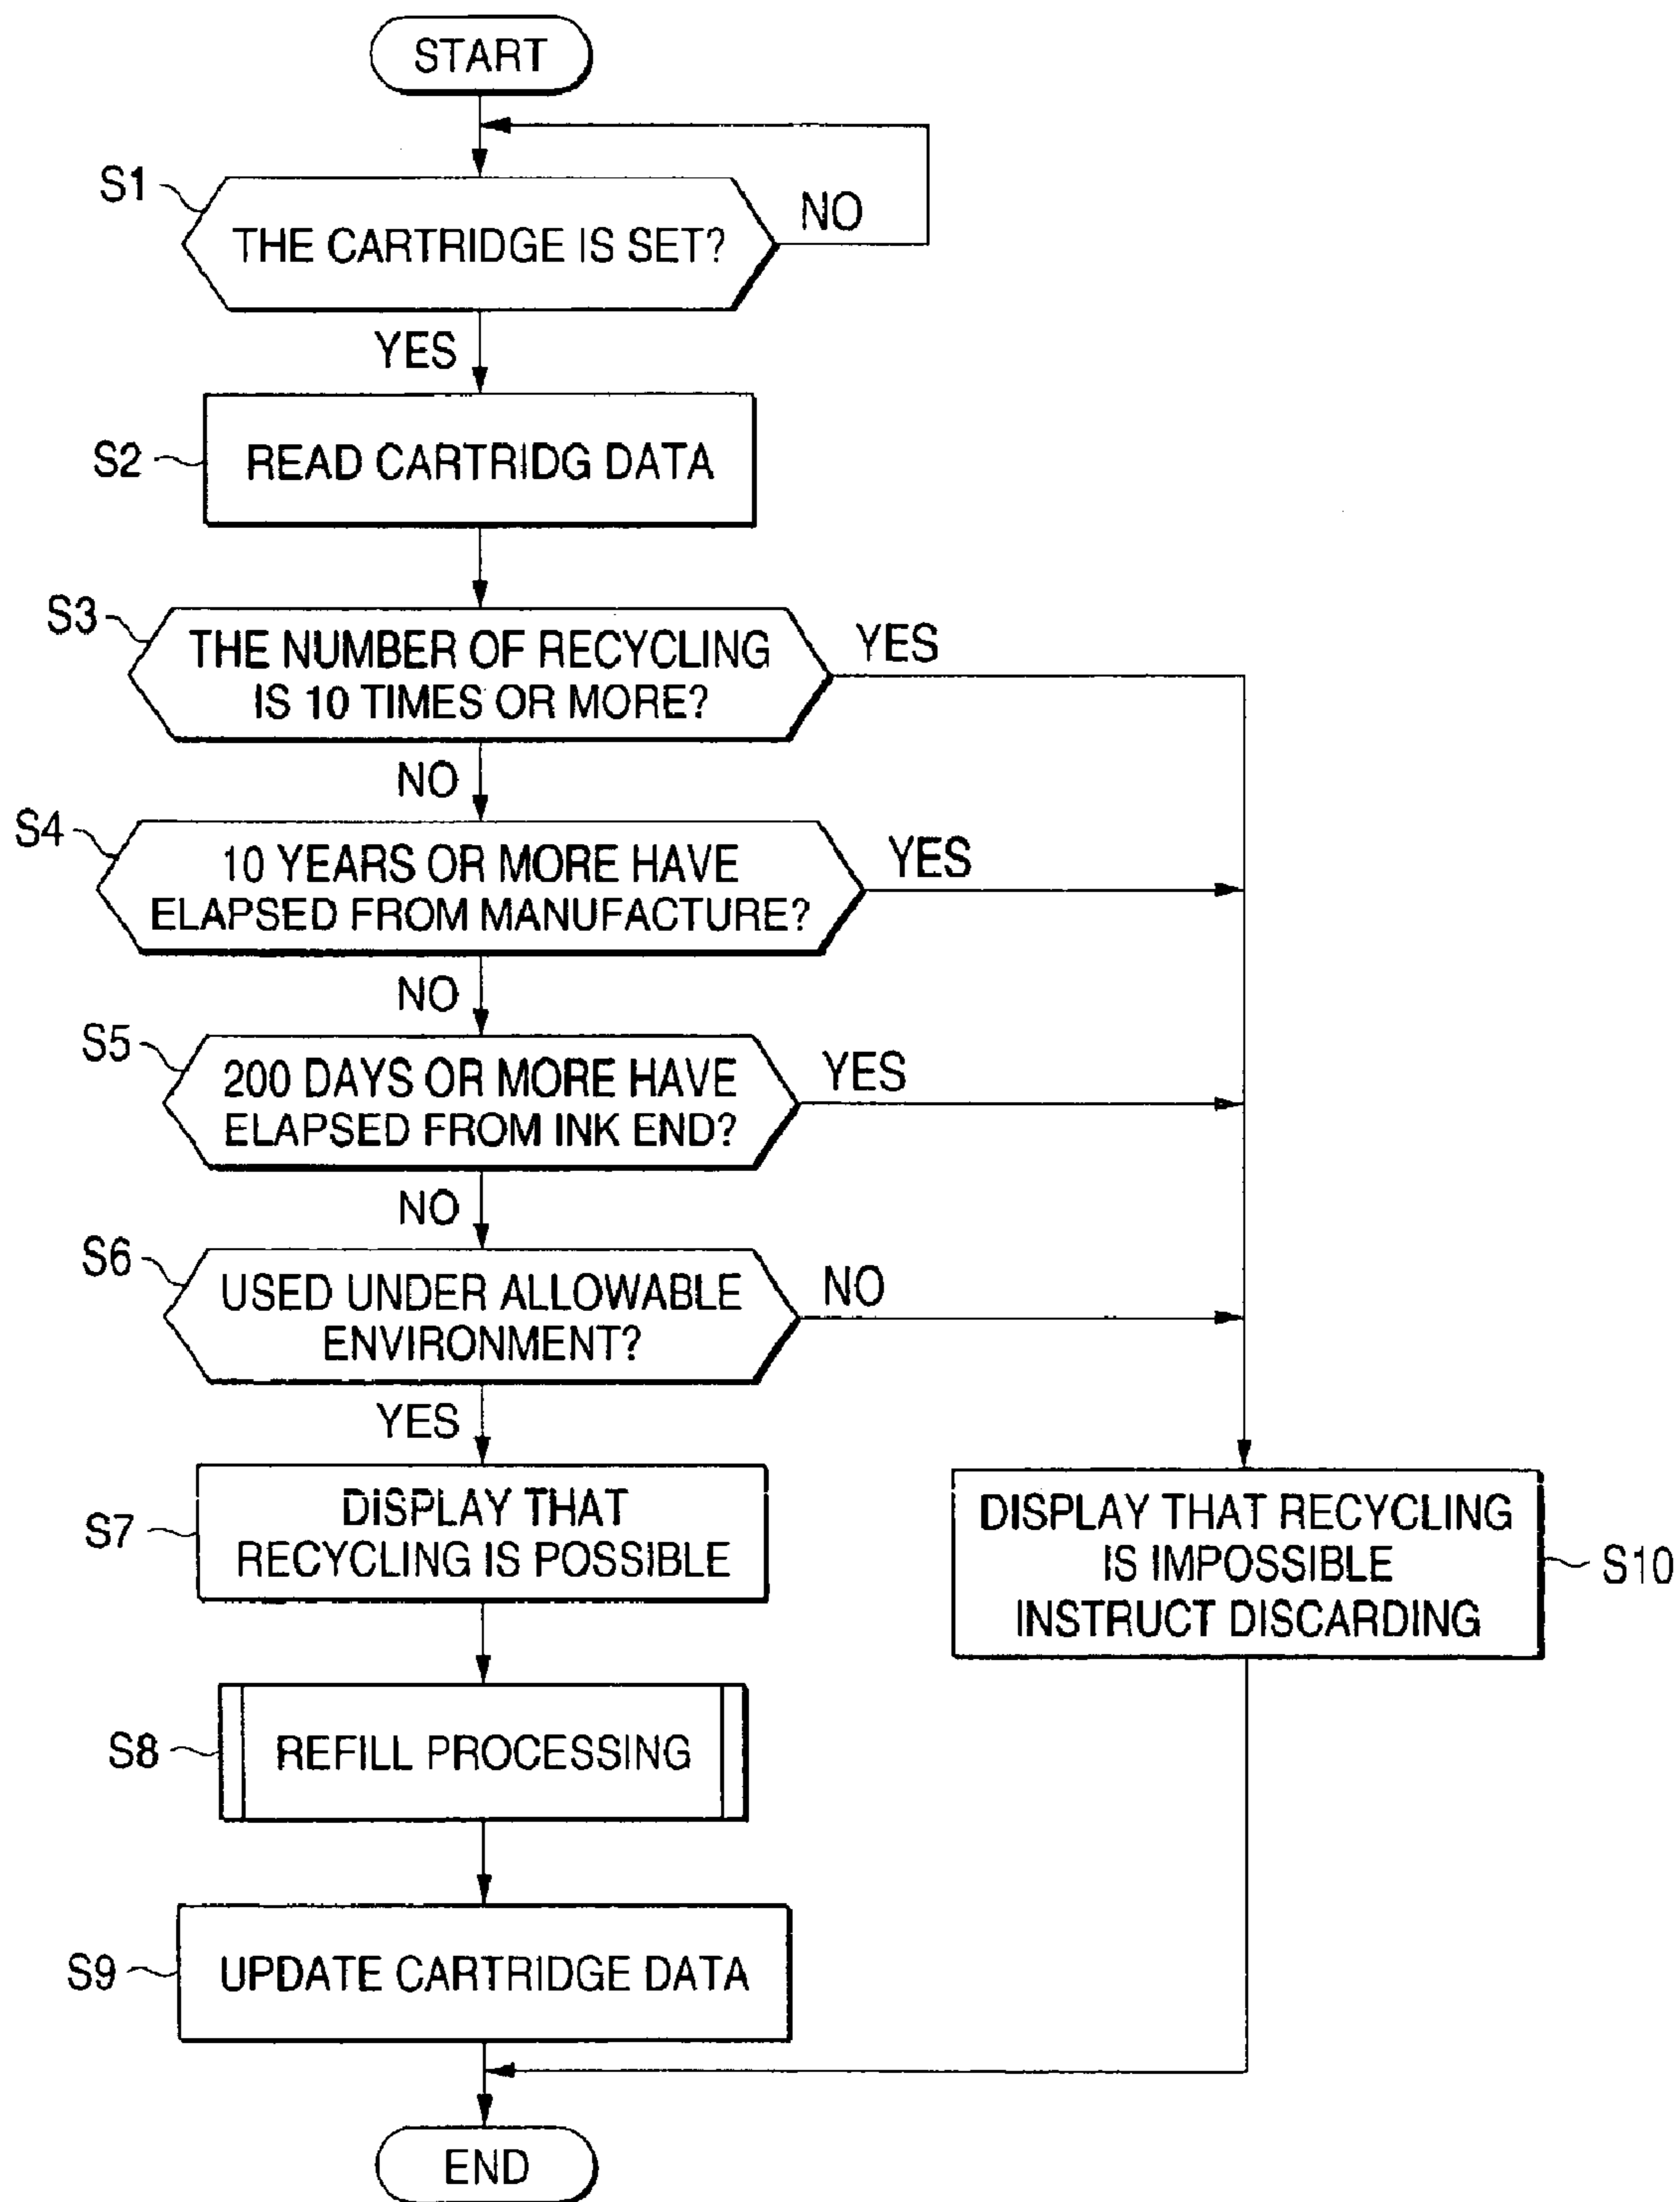 START
S1
THE CARTRIDGE IS SET?
NO
YES
S2
READ CARTRIDG DATA
S3
THE NUMBER OF RECYCLING
IS 10 TIMES OR MORE?
YES
NO
S4
10 YEARS OR MORE HAVE
ELAPSED FROM MANUFACTURE?
YES
NO
S5
200 DAYS OR MORE HAVE
ELAPSED FROM INK END?
YES
NO
S6
USED UNDER ALLOWABLE
ENVIRONMENT?
NO
YES
S7
DISPLAY THAT
RECYCLING IS POSSIBLE
DISPLAY THAT RECYCLING
IS IMPOSSIBLE
INSTRUCT DISCARDING
S10
S8
REFILL PROCESSING
S9
UPDATE CARTRIDGE DATA
END